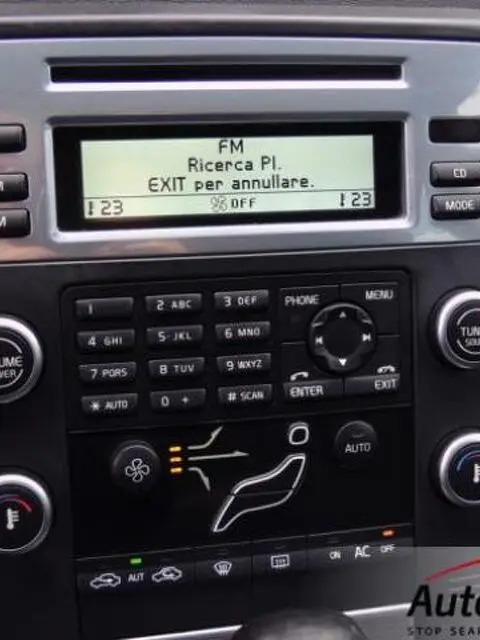 FM
Ricerca PI.
EXIT per annullare.
! 23 OFF ! 23
CD
MODE
1 2 ABC 3 DEF
4 GHI 5 JKL 6 MNO
7 PQRS 8 TUV 9 WXYZ
* AUTO 0 + # SCAN
PHONE MENU
ENTER EXIT
AUTO
AUT
ON AC OFF
Auto